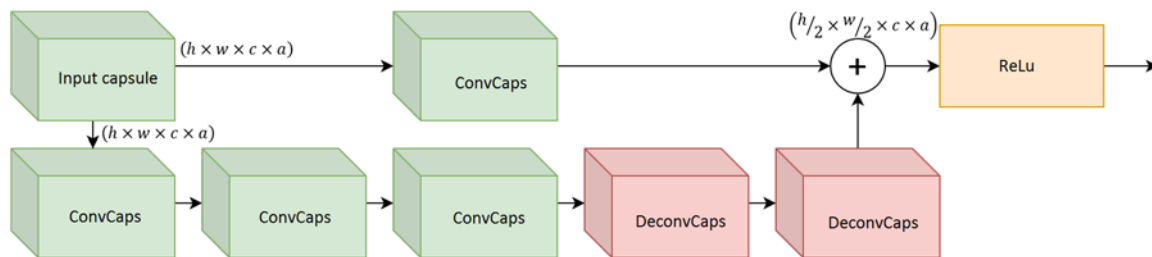 (h/2 × w/2 × c × a)
(h × w × c × a)
Input capsule
ConvCaps
+
ReLu
(h × w × c × a)
ConvCaps
ConvCaps
ConvCaps
DeconvCaps
DeconvCaps